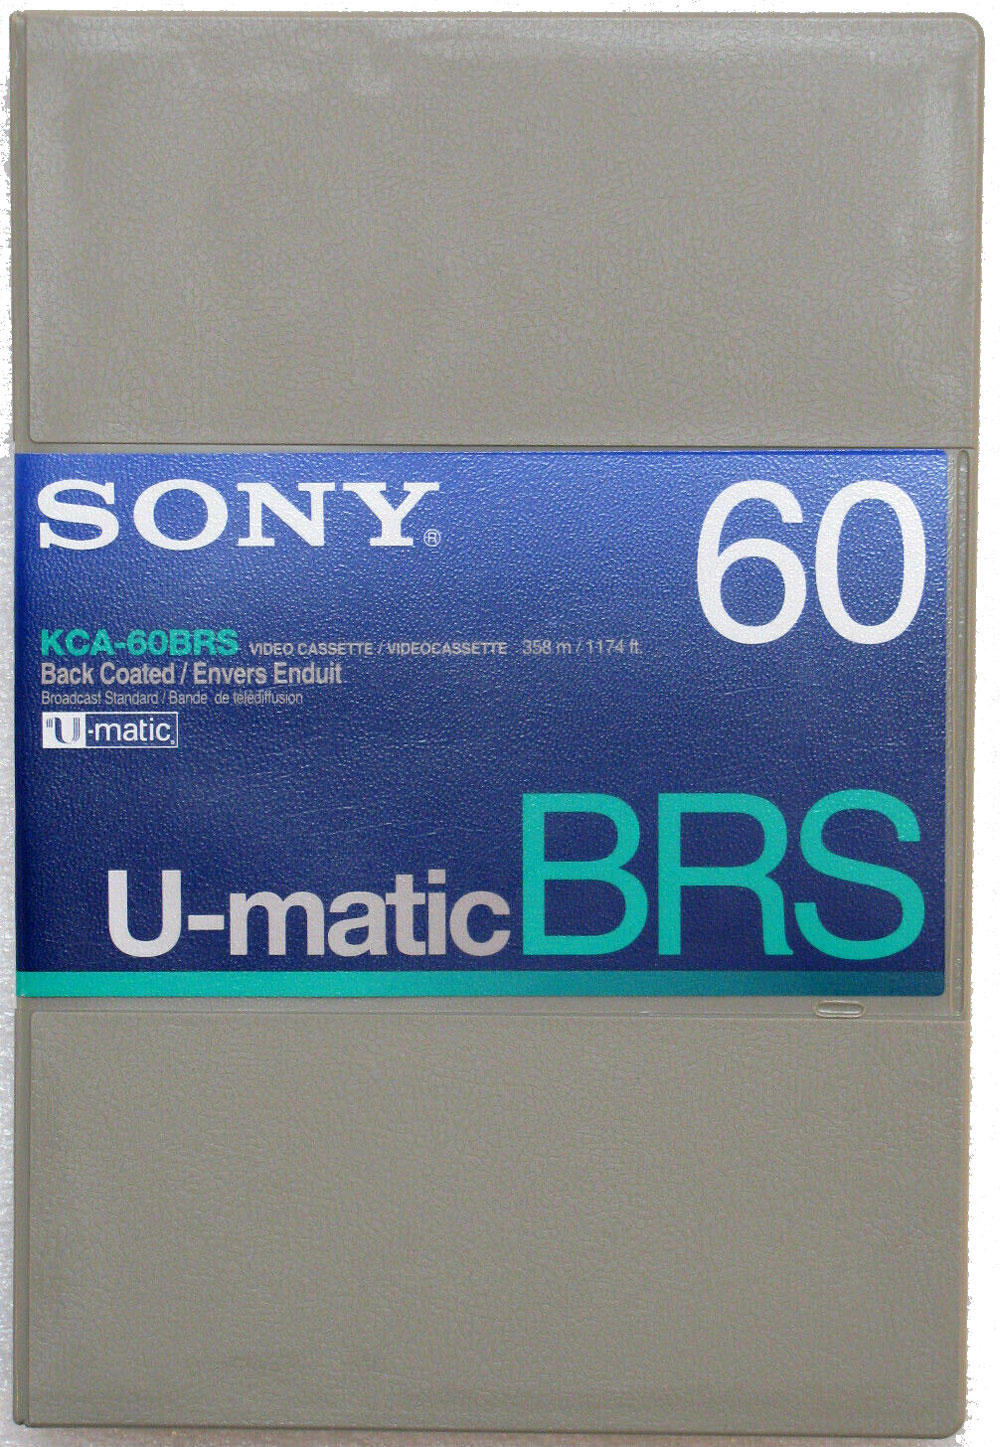 SONY® 60
KCA-60BRS VIDEO CASSETTE / VIDEOCASSETTE 358 m / 1174 ft.
Back Coated / Envers Enduit
Broadcast Standard / Bande de télédiffusion
U-matic
U-matic BRS